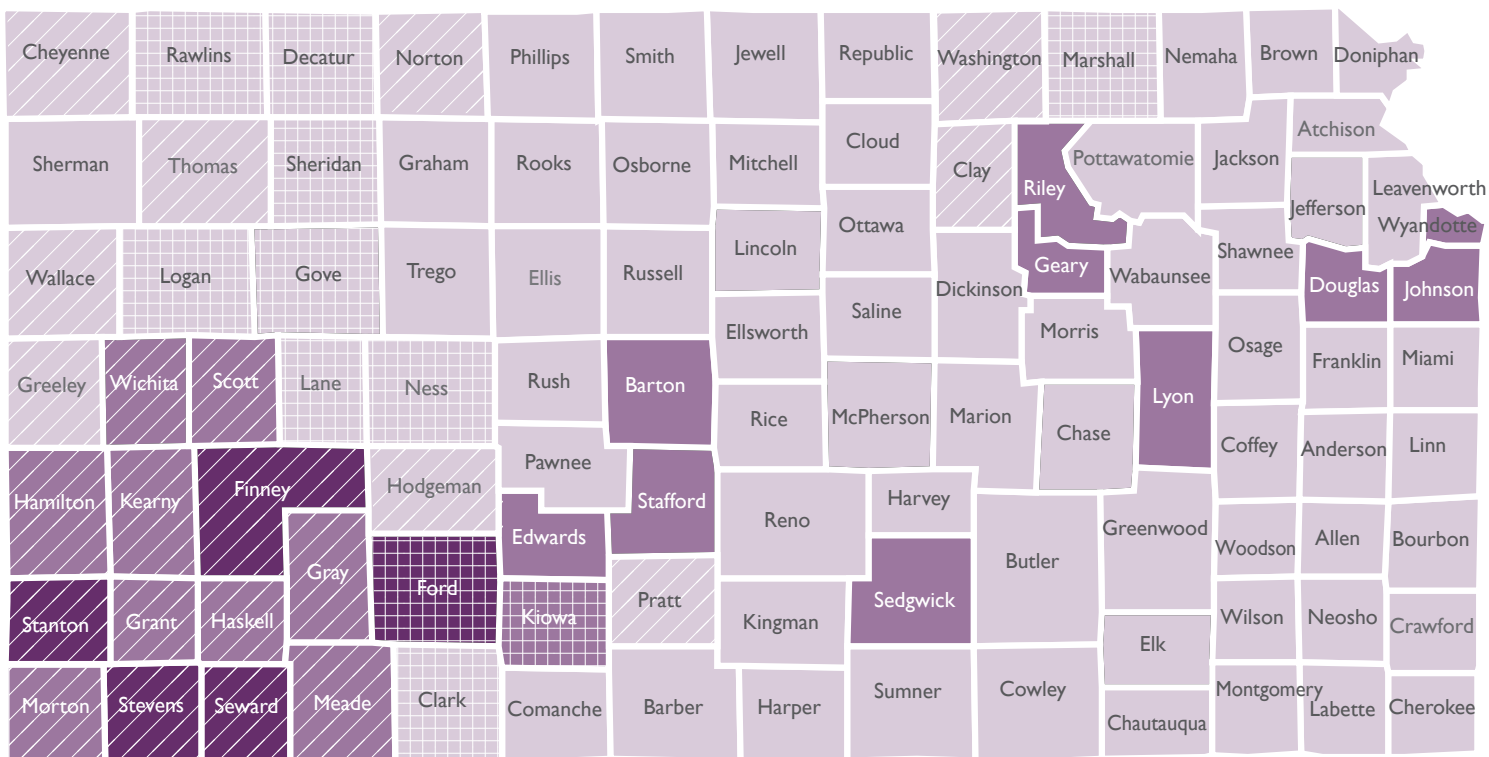 Cheyenne
Rawlins
Decatur
Norton
Phillips
Smith
Jewell
Republic
Washington
Marshall
Nemaha
Brown
Doniphan
Sherman
Thomas
Sheridan
Graham
Rooks
Osborne
Mitchell
Cloud
Clay
Riley
Pottawatomie
Jackson
Atchison
Jefferson
Leavenworth
Wyandotte
Wallace
Logan
Gove
Trego
Ellis
Russell
Lincoln
Ottawa
Saline
Dickinson
Geary
Wabaunsee
Shawnee
Douglas
Johnson
Greeley
Wichita
Scott
Lane
Ness
Rush
Barton
Ellsworth
Rice
McPherson
Marion
Morris
Chase
Lyon
Osage
Franklin
Miami
Hamilton
Kearny
Finney
Hodgeman
Pawnee
Edwards
Stafford
Reno
Harvey
Sedgwick
Butler
Greenwood
Coffey
Anderson
Linn
Woodson
Allen
Bourbon
Stanton
Grant
Haskell
Gray
Ford
Kiowa
Pratt
Kingman
Elk
Wilson
Neosho
Crawford
Morton
Stevens
Seward
Meade
Clark
Comanche
Barber
Harper
Sumner
Cowley
Chautauqua
Montgomery
Labette
Cherokee